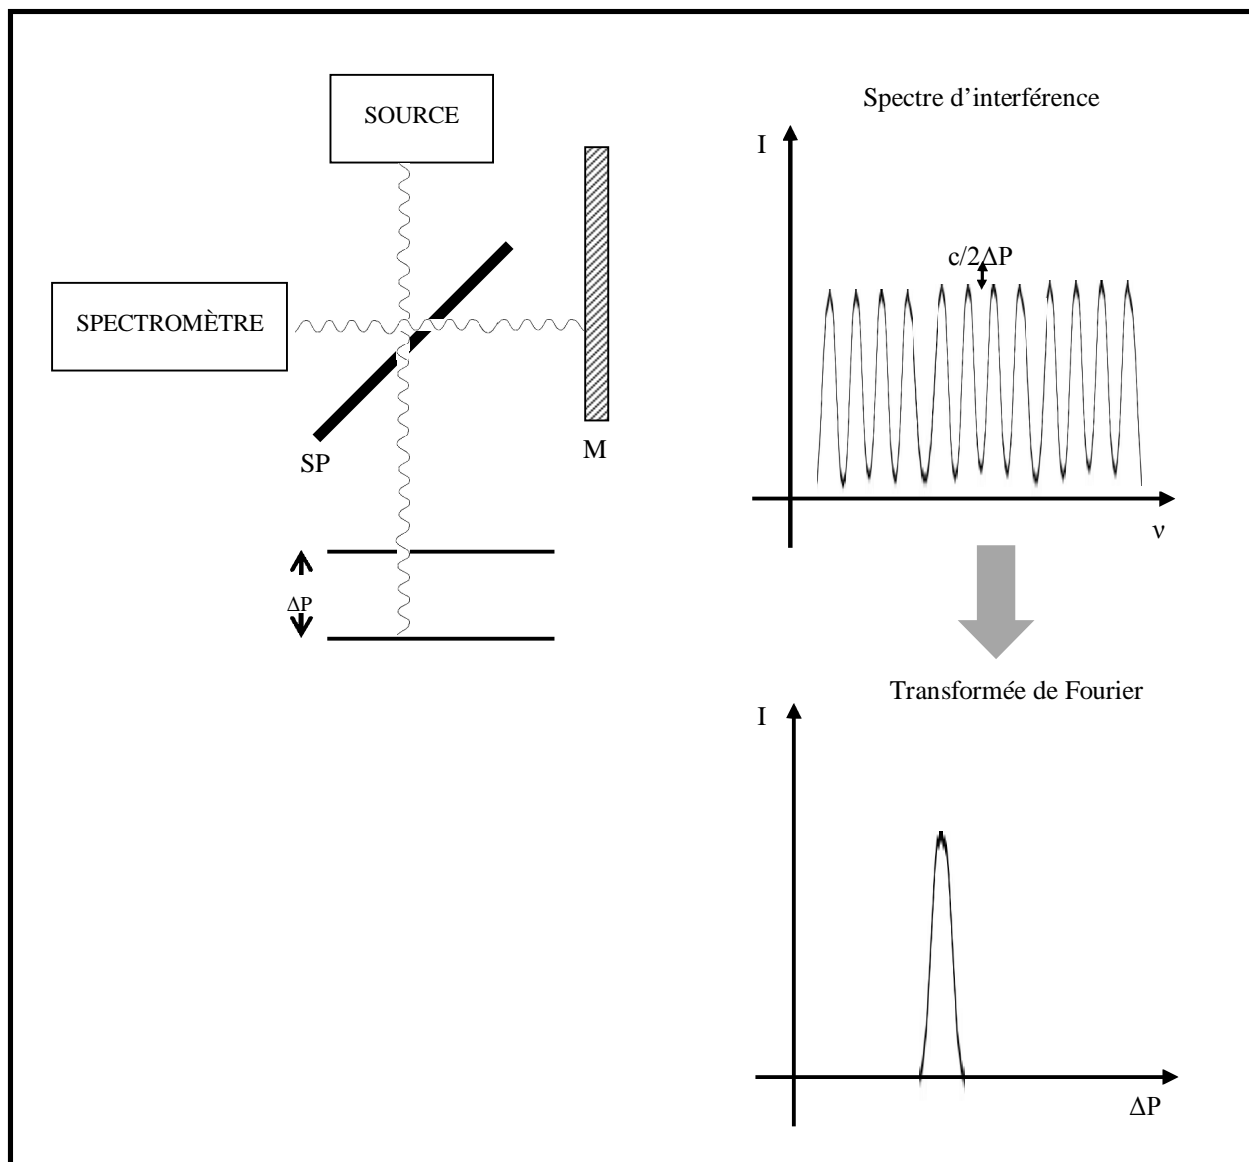 SOURCE
SPECTROMÈTRE
SP
M
ΔP
Spectre d'interférence
I
c/2ΔP
ν
Transformée de Fourier
I
ΔP